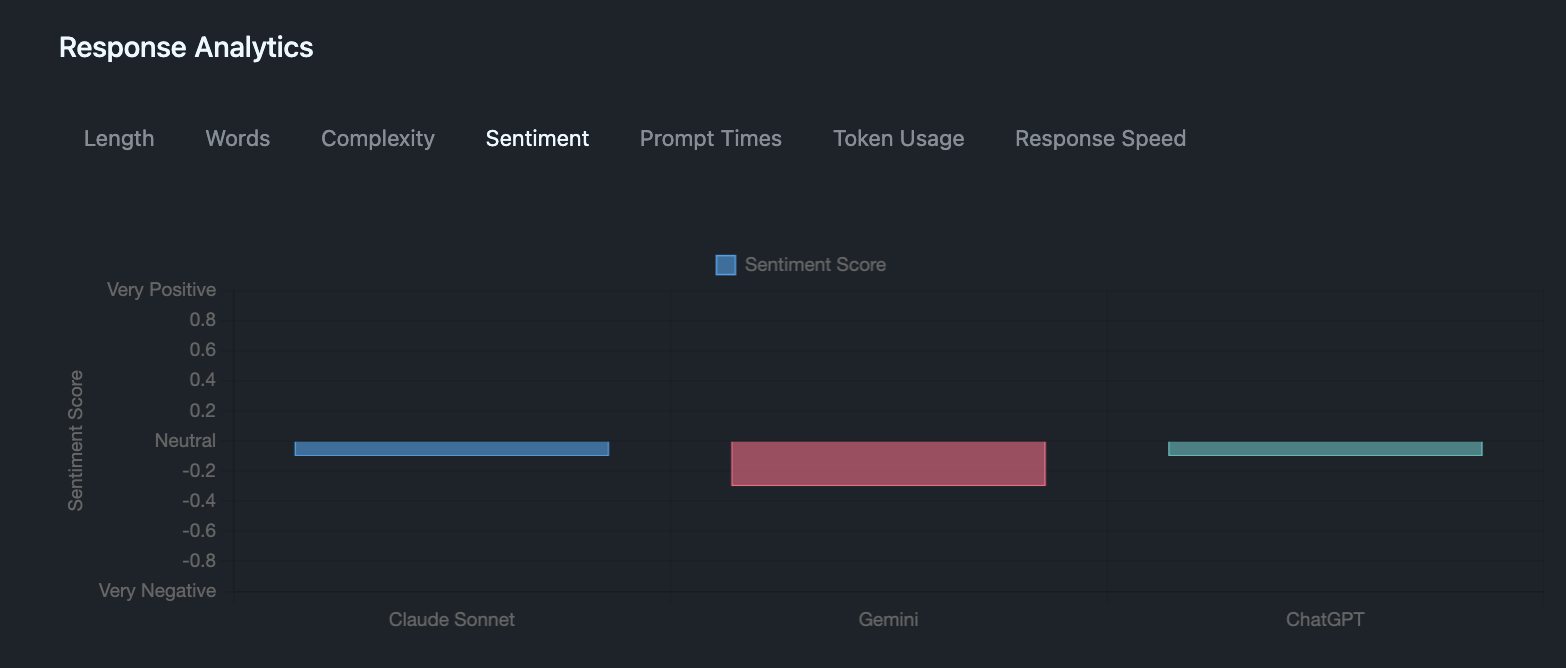 Response Analytics
Length Words Complexity Sentiment Prompt Times Token Usage Response Speed
Sentiment Score
Very Positive
0.8
0.6
0.4
0.2
Neutral
-0.2
-0.4
-0.6
-0.8
Very Negative
Sentiment Score
Claude Sonnet Gemini ChatGPT